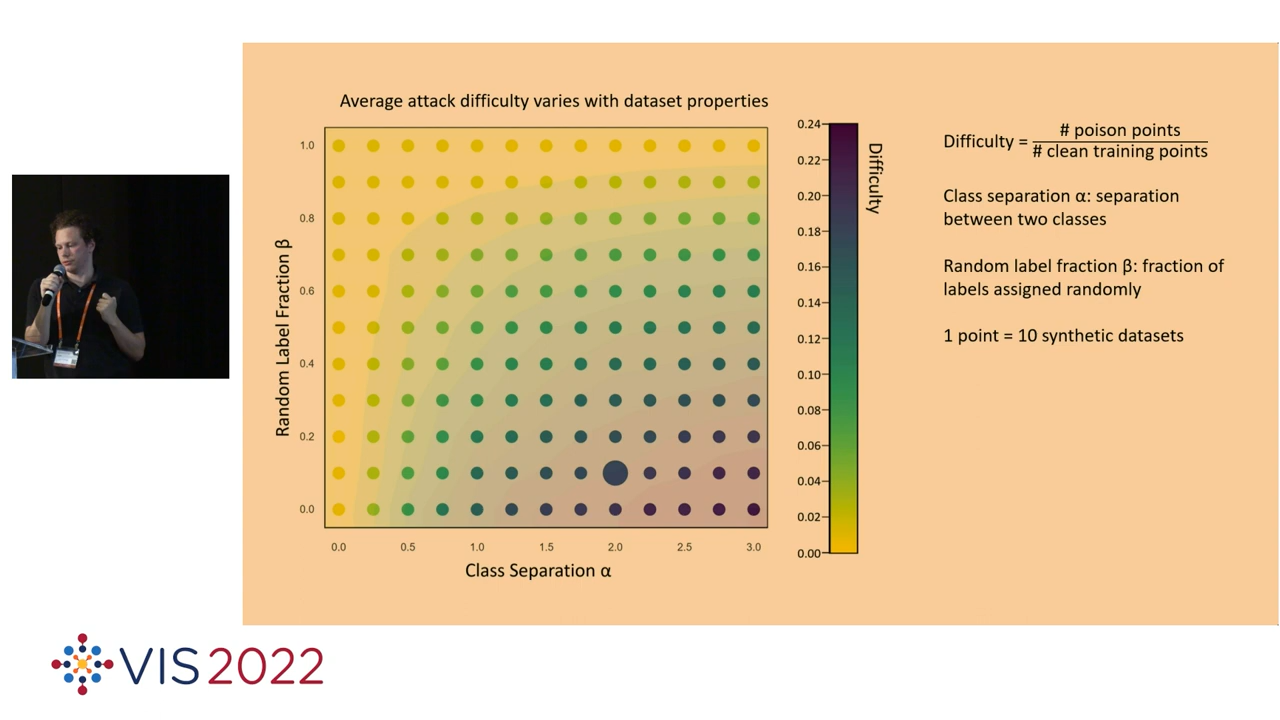 Average attack difficulty varies with dataset properties
1.0
0.8
0.6
0.4
0.2
0.0
Random Label Fraction β
0.0 0.5 1.0 1.5 2.0 2.5 3.0
Class Separation α
0.24
0.22
0.20
0.18
0.16
0.14
0.12
0.10
0.08
0.06
0.04
0.02
0.00
Difficulty
Difficulty = # poison points
# clean training points
Class separation α: separation
between two classes
Random label fraction β: fraction of
labels assigned randomly
1 point = 10 synthetic datasets
VIS2022